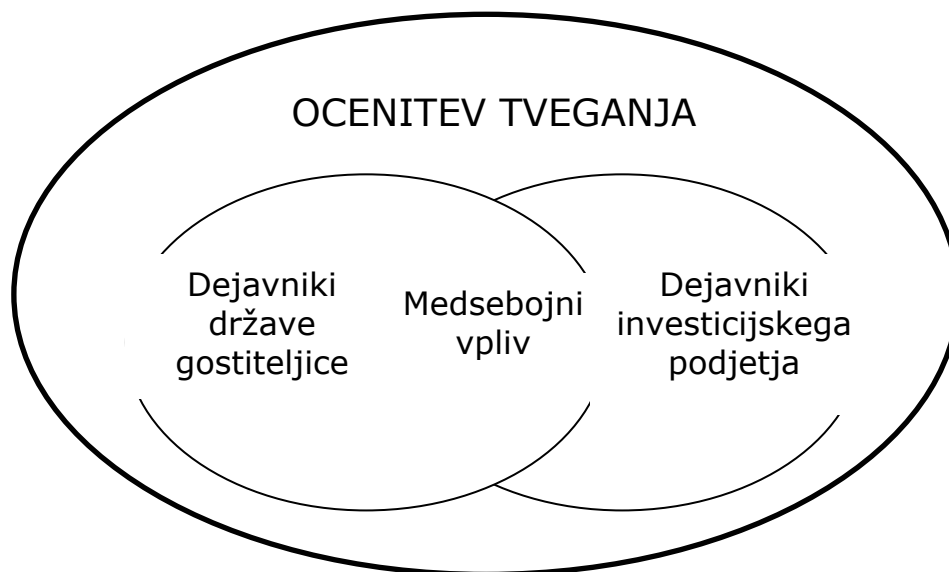 OCENITEV TVEGANJA
Dejavniki
države
gostiteljice
Medsebojni
vpliv
Dejavniki
investicijskega
podjetja